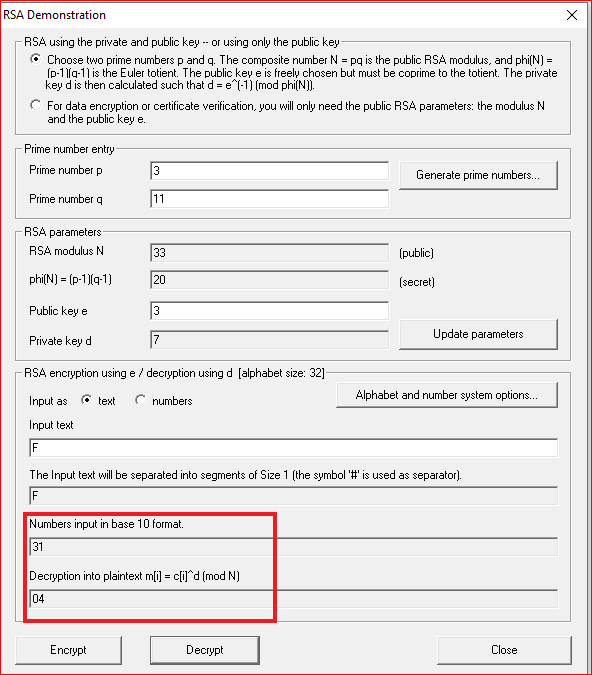 RSA Demonstration
RSA using the private and public key -- or using only the public key
Choose two prime numbers p and q. The composite number N = pq is the public RSA modulus, and phi(N) =
(p-1)(q-1) is the Euler totient. The public key e is freely chosen but must be coprime to the totient. The private
key d is then calculated such that d = e^(-1) (mod phi(N)).
For data encryption or certificate verification, you will only need the public RSA parameters: the modulus N
and the public key e.
Prime number entry
Prime number p
3
Generate prime numbers...
Prime number q
11
RSA parameters
RSA modulus N
33
(public)
phi(N) = (p-1)(q-1)
20
(secret)
Public key e
3
Private key d
7
Update parameters
RSA encryption using e / decryption using d [alphabet size: 32]
Input as
text
numbers
Alphabet and number system options...
Input text
F
The Input text will be separated into segments of Size 1 (the symbol '#' is used as separator).
F
Numbers input in base 10 format.
31
Decryption into plaintext m[i] = c[i]^d (mod N)
04
Encrypt
Decrypt
Close